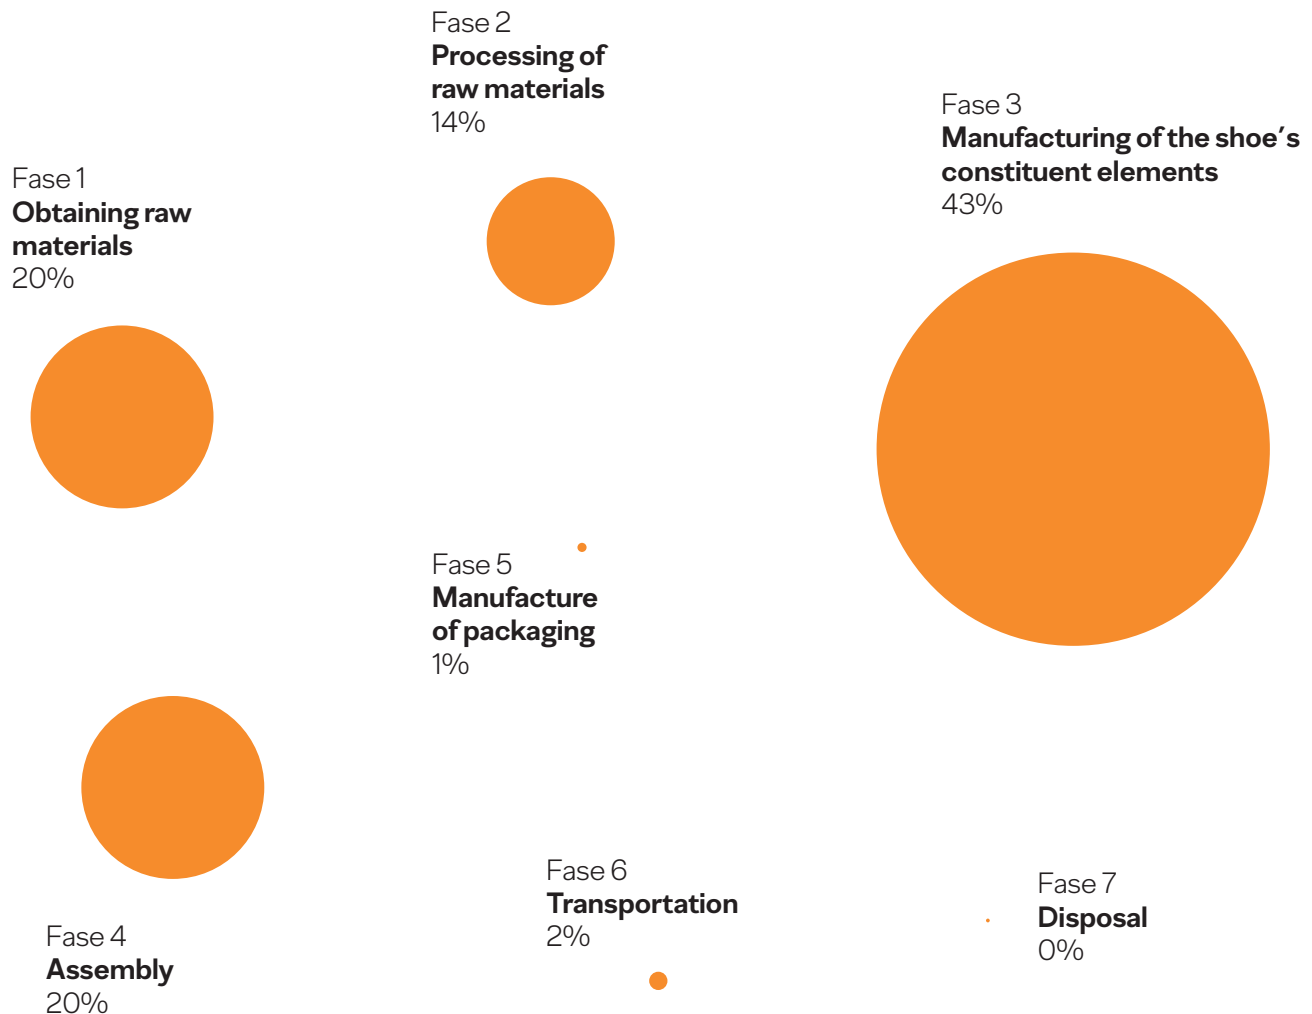 Fase 1
Obtaining raw
materials
20%
Fase 2
Processing of
raw materials
14%
Fase 3
Manufacturing of the shoe’s
constituent elements
43%
Fase 4
Assembly
20%
Fase 5
Manufacture
of packaging
1%
Fase 6
Transportation
2%
Fase 7
Disposal
0%